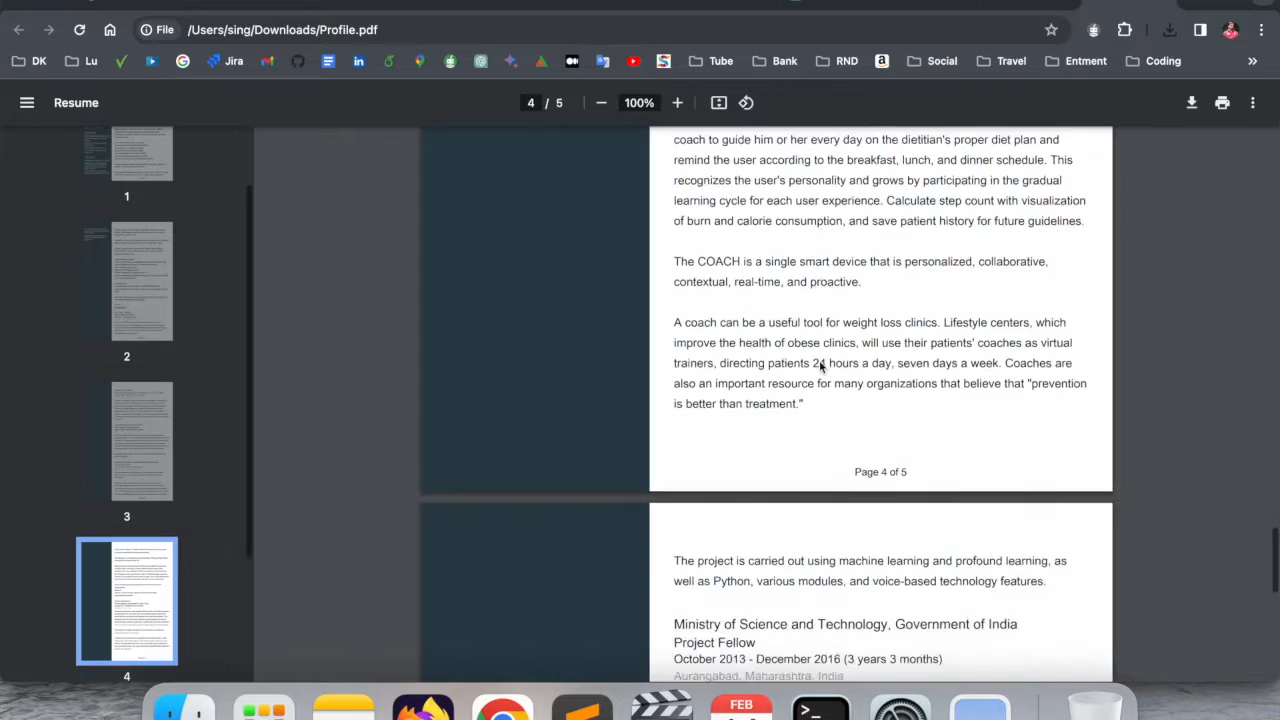 File
/Users/sing/Downloads/Profile.pdf
DK
Lu
Jira
Tube
Bank
RND
Social
Travel
Entment
Coding
Resume
4 / 5
100%
1
2
3
4
coach to guide him or her every day on the dietitian's proper diet plan and
remind the user according to the breakfast, lunch, and dinner schedule. This
recognizes the user's personality and grows by participating in the gradual
learning cycle for each user experience. Calculate step count with visualization
of burn and calorie consumption, and save patient history for future guidelines.
The COACH is a single smart device that is personalized, collaborative,
contextual, real-time, and proactive.
A coach can be a useful tool for weight loss clinics. Lifestyle centers, which
improve the health of obese clinics, will use their patients' coaches as virtual
trainers, directing patients 24 hours a day, seven days a week. Coaches are
also an important resource for many organizations that believe that "prevention
is better than treatment."
Page 4 of 5
The project is carried out using machine learning and profound learning, as
well as Python, various metrics, and voice-based technology features.
Ministry of Science and Technology, Government of India
Project Fellow
October 2013 - December 2016 (3 years 3 months)
Aurangabad, Maharashtra, India
FEB